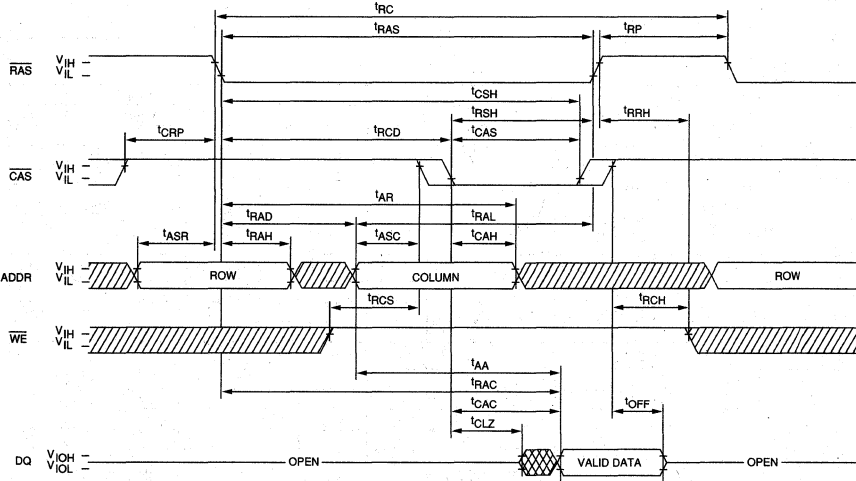 tRC
tRAS
tRP
RAS
VIH
VIL
tCSH
tRSH
tRRH
tCRP
tRCD
tCAS
CAS
VIH
VIL
tAR
tRAD
tRAL
tASR
tRAH
tASC
tCAH
ADDR
VIH
VIL
ROW
COLUMN
ROW
tRCS
tRCH
WE
VIH
VIL
tAA
tRAC
tCAC
tOFF
tCLZ
DQ
VIOH
VIOL
OPEN
VALID DATA
OPEN